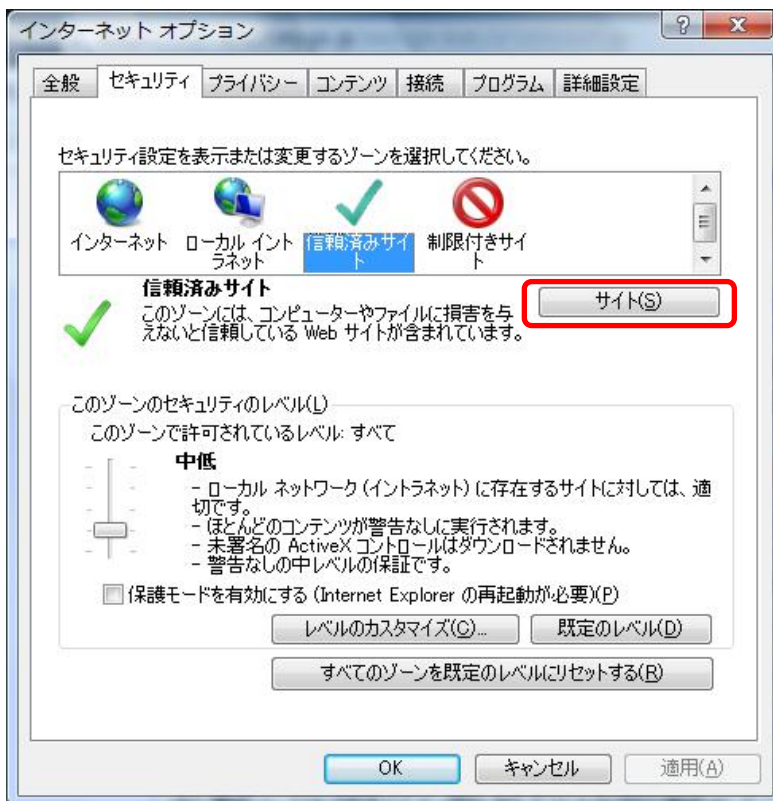 インターネット オプション
全般 セキュリティ プライバシー コンテンツ 接続 プログラム 詳細設定
セキュリティ設定を表示または変更するゾーンを選択してください。
インターネット
ローカル イント
ラネット
信頼済みサイ
ト
制限付きサイ
ト
信頼済みサイト
このゾーンには、コンピューターやファイルに損害を与
えないと信頼している Web サイトが含まれています。
サイト(S)
このゾーンのセキュリティのレベル(L)
このゾーンで許可されているレベル: すべて
中低
- ローカル ネットワーク (イントラネット) に存在するサイトに対しては、適
切です。
- ほとんどのコンテンツが警告なしに実行されます。
- 未署名の ActiveX コントロールはダウンロードされません。
- 警告なしの中レベルの保証です。
保護モードを有効にする (Internet Explorer の再起動が必要)(P)
レベルのカスタマイズ(C)... 既定のレベル(D)
すべてのゾーンを既定のレベルにリセットする(R)
OK キャンセル 適用(A)